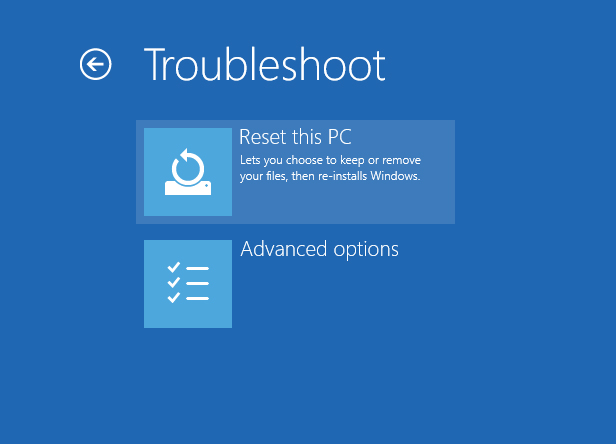 Troubleshoot
Reset this PC
Lets you choose to keep or remove
your files, then re-installs Windows.
Advanced options